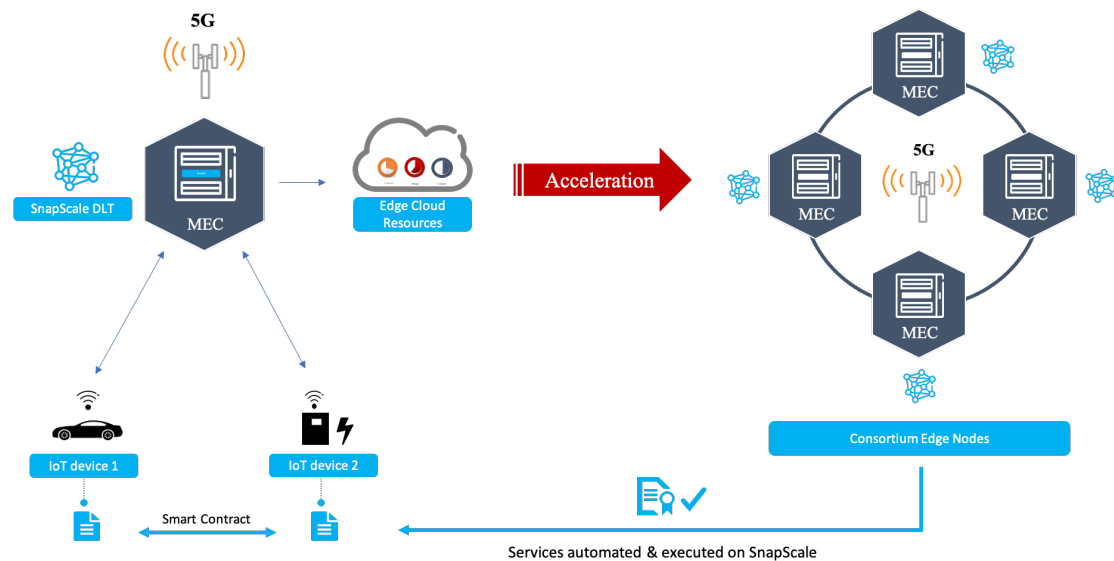 5G
SnapScale DLT
MEC
Edge Cloud
Resources
Acceleration
MEC
MEC
5G
MEC
MEC
Consortium Edge Nodes
IoT device 1
IoT device 2
Smart Contract
Services automated & executed on SnapScale